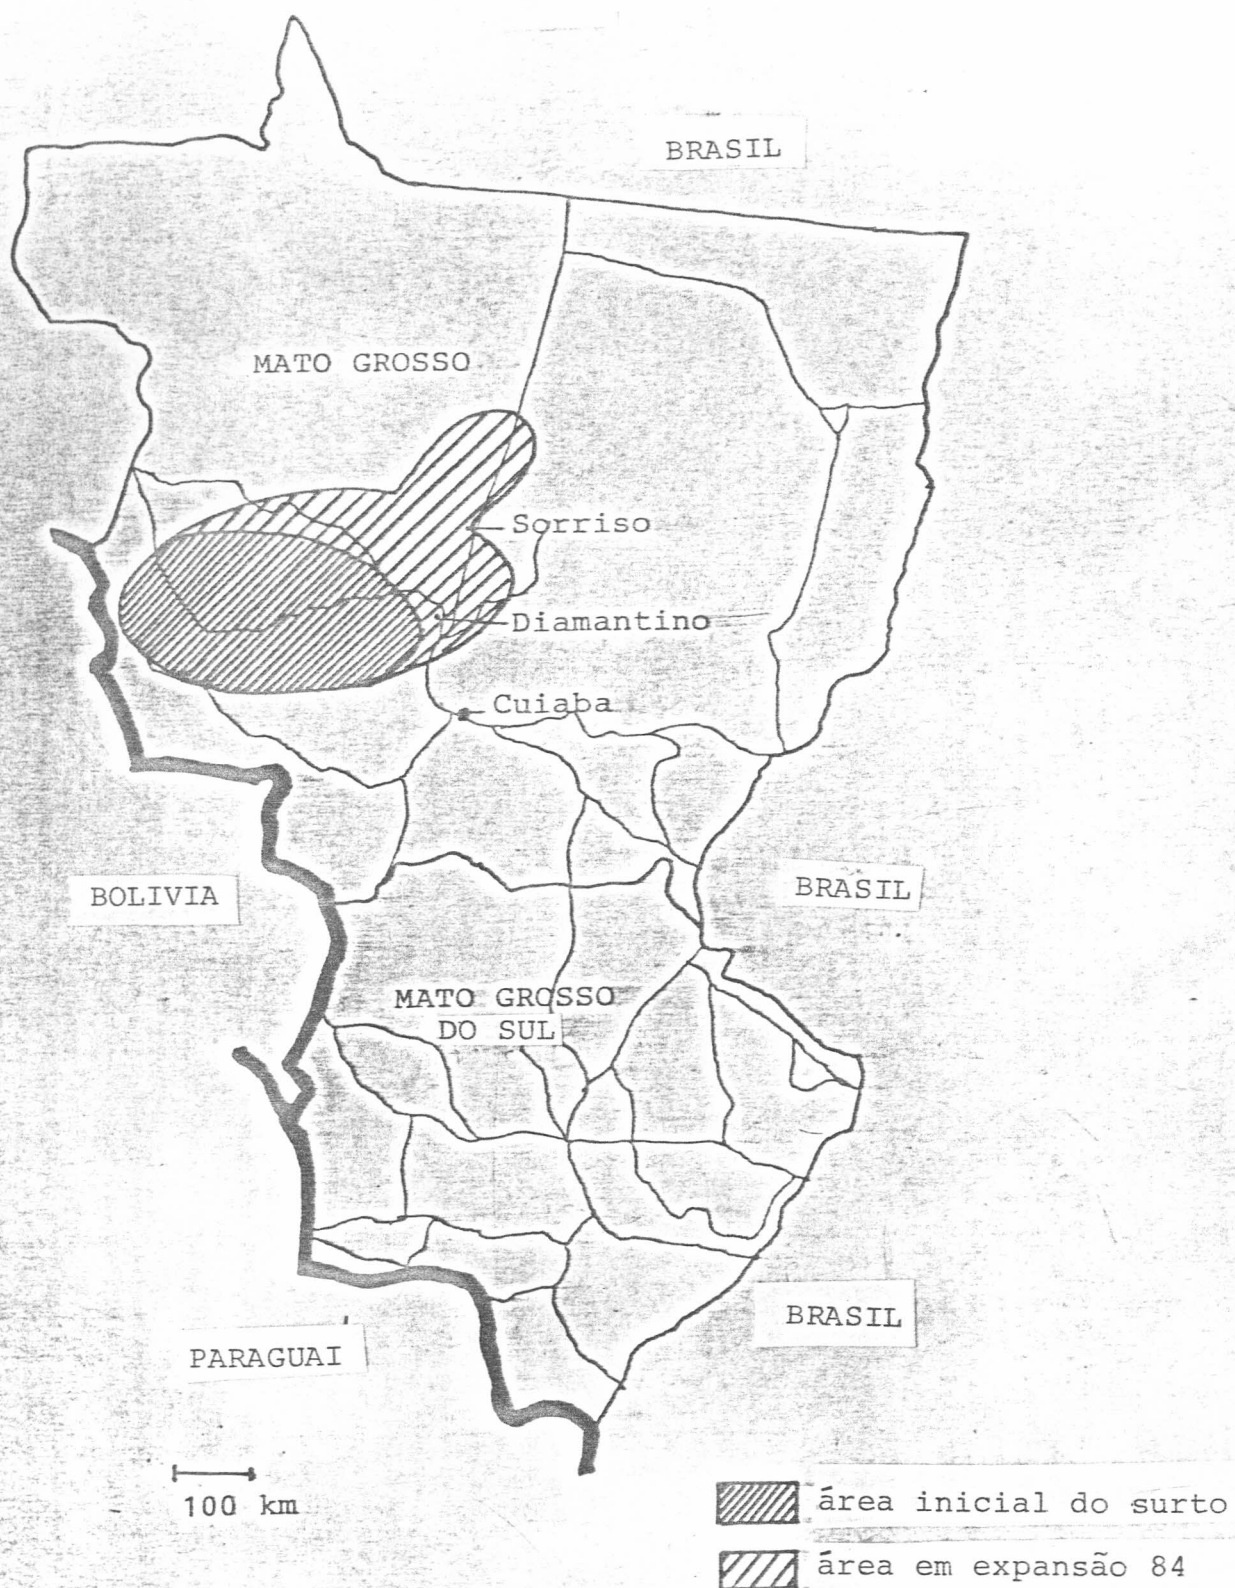 BRASIL
MATO GROSSO
Sorriso
Diamantino
Cuiaba
BOLIVIA
BRASIL
MATO GROSSO
DO SUL
BRASIL
PARAGUAI
100 km
área inicial do surto
área em expansão 84